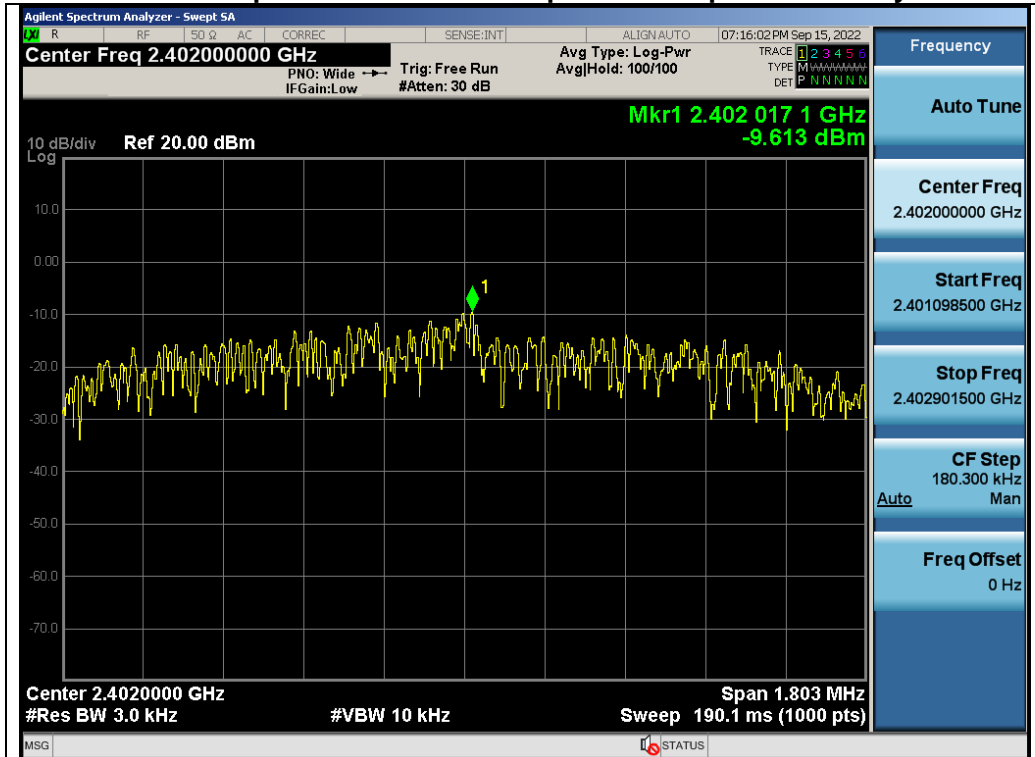 Agilent Spectrum Analyzer - Swept SA
LXI R RF 50 Ω AC CORREC SENSE:INT ALIGN AUTO 07:16:02 PM Sep 15, 2022
Center Freq 2.402000000 GHz
PNO: Wide
IFGain:Low
Trig: Free Run
#Atten: 30 dB
Avg Type: Log-Pwr
Avg|Hold: 100/100
TRACE 1 2 3 4 5 6
TYPE M W W W W W
DET P N N N N N
Mkr1 2.402 017 1 GHz
-9.613 dBm
10 dB/div Ref 20.00 dBm
Log
10.0
0.00
-10.0
-20.0
-30.0
-40.0
-50.0
-60.0
-70.0
1
Center 2.4020000 GHz Span 1.803 MHz
#Res BW 3.0 kHz #VBW 10 kHz Sweep 190.1 ms (1000 pts)
MSG STATUS
Frequency
Auto Tune
Center Freq
2.402000000 GHz
Start Freq
2.401098500 GHz
Stop Freq
2.402901500 GHz
CF Step
180.300 kHz
Auto Man
Freq Offset
0 Hz